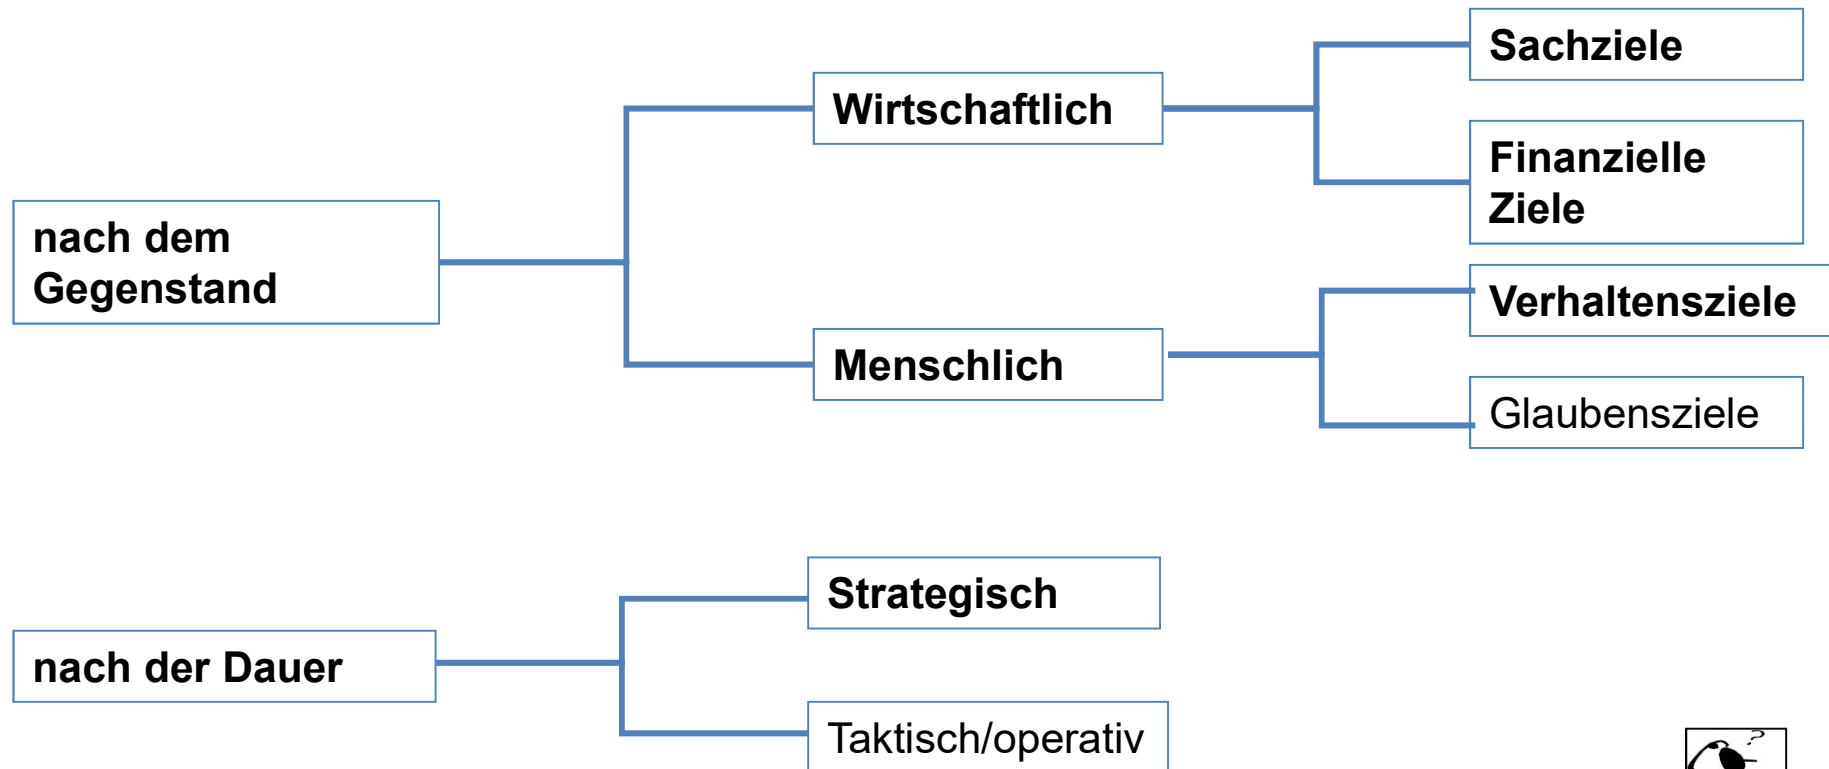 Sachziele
Wirtschaftlich
Finanzielle
Ziele
nach dem
Gegenstand
Verhaltensziele
Menschlich
Glaubensziele
Strategisch
nach der Dauer
Taktisch/operativ
?